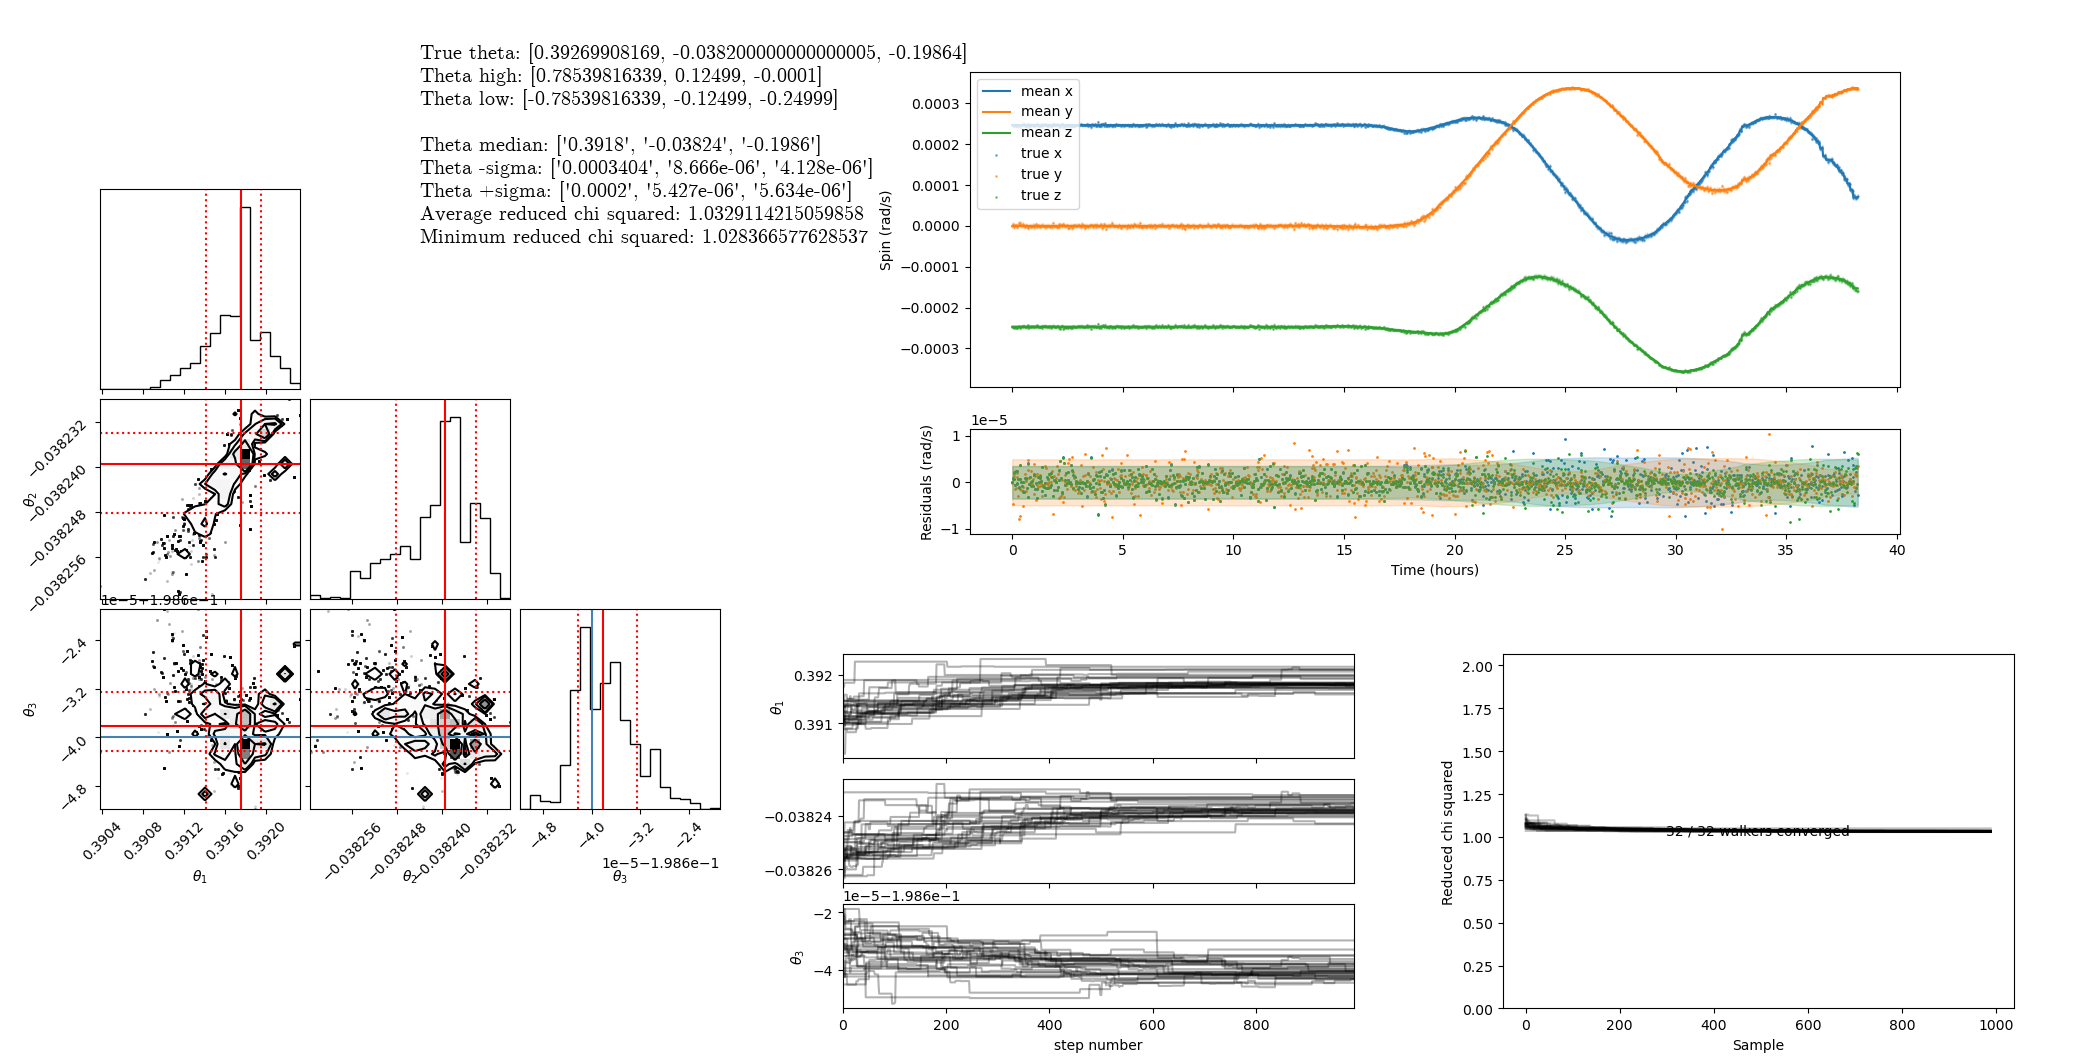 True theta: [0.39269908169, -0.038200000000000005, -0.19864]
Theta high: [0.78539816339, 0.12499, -0.0001]
Theta low: [-0.78539816339, -0.12499, -0.24999]
Theta median: ['0.3918', '-0.03824', '-0.1986']
Theta -sigma: ['0.0003404', '8.666e-06', '4.128e-06']
Theta +sigma: ['0.0002', '5.427e-06', '5.634e-06']
Average reduced chi squared: 1.0329114215059858
Minimum reduced chi squared: 1.028366577628537
mean x
mean y
mean z
true x
true y
true z
Spin (rad/s)
0.0003
0.0002
0.0001
0.0000
−0.0001
−0.0002
−0.0003
1e−5
Residuals (rad/s)
1
0
−1
0 5 10 15 20 25 30 35 40
Time (hours)
θ2
−0.038232
−0.038240
−0.038248
−0.038256
1e−5−1.986e−1
θ3
−2.4
−3.2
−4.0
−4.8
0.3904 0.3908 0.3912 0.3916 0.3920
θ1
−0.038256 −0.038248 −0.038240 −0.038232
θ2
−4.8 −4.0 −3.2 −2.4
1e−5−1.986e−1
θ3
θ1
0.392
0.391
−0.03824
−0.03826
1e−5−1.986e−1
θ3
−2
−4
0 200 400 600 800
step number
Reduced chi squared
2.00
1.75
1.50
1.25
1.00
0.75
0.50
0.25
0.00
32 / 32 walkers converged
0 200 400 600 800 1000
Sample